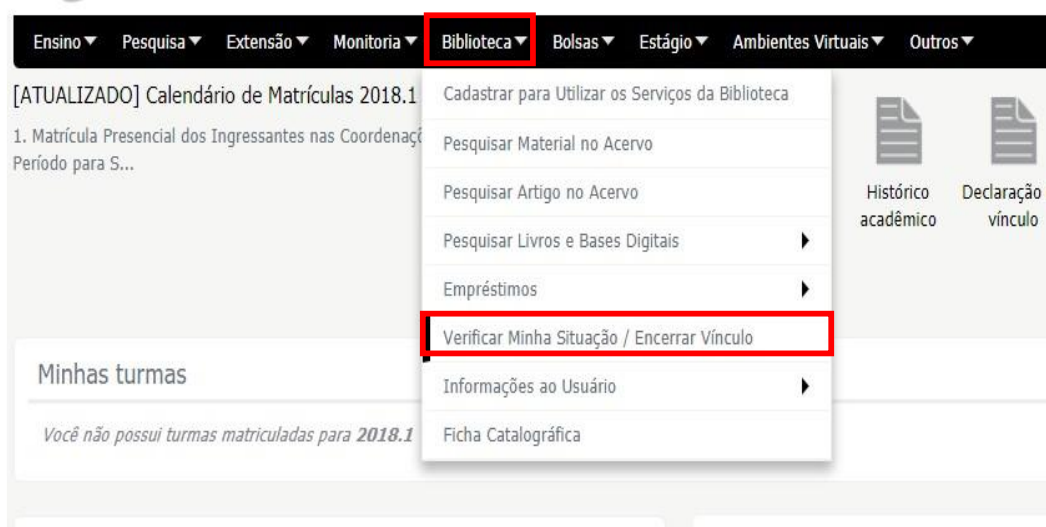 Ensino Pesquisa Extensão Monitoria Biblioteca Bolsas Estágio Ambientes Virtuais Outros
[ATUALIZADO] Calendário de Matrículas 2018.1
1. Matrícula Presencial dos Ingressantes nas
Período para S...
Cadastrar para Utilizar os Serviços da Biblioteca
Pesquisar Material no Acervo
Pesquisar Artigo no Acervo
Pesquisar Livros e Bases Digitais
Empréstimos
Verificar Minha Situação / Encerrar Vínculo
Informações ao Usuário
Ficha Catalográfica
Histórico
acadêmico
Declaração
vínculo
Minhas turmas
Você não possui turmas matriculadas para 2018.1